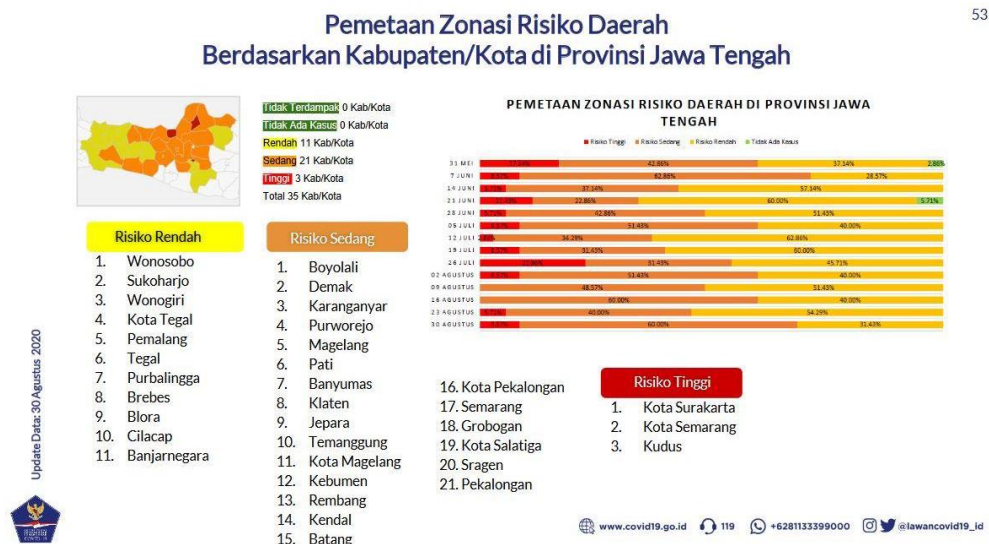 53
Pemetaan Zonasi Risiko Daerah
Berdasarkan Kabupaten/Kota di Provinsi Jawa Tengah
Tidak Terdampak 0 Kab/Kota
Tidak Ada Kasus 0 Kab/Kota
Rendah 11 Kab/Kota
Sedang 21 Kab/Kota
Tinggi 3 Kab/Kota
Total 35 Kab/Kota
PEMETAAN ZONASI RISIKO DAERAH DI PROVINSI JAWA
TENGAH
Risiko Tinggi Risiko Sedang Risiko Rendah Tidak Ada Kasus
31 MEI 42.86% 37.14% 2.86%
7 JUNI 62.86% 28.57%
14 JUNI 37.14% 57.14%
21 JUNI 22.86% 60.00% 5.71%
28 JUNI 42.86% 51.43%
05 JULI 51.43% 40.00%
12 JULI 34.29% 62.86%
19 JULI 31.43% 60.00%
26 JULI 31.43% 45.71%
02 AGUSTUS 51.43% 40.00%
09 AGUSTUS 48.57% 51.43%
16 AGUSTUS 60.00% 40.00%
23 AGUSTUS 40.00% 54.29%
30 AGUSTUS 60.00% 31.43%
Risiko Rendah
1. Wonosobo
2. Sukoharjo
3. Wonogiri
4. Kota Tegal
5. Pemalang
6. Tegal
7. Purbalingga
8. Brebes
9. Blora
10. Cilacap
11. Banjarnegara
Risiko Sedang
1. Boyolali
2. Demak
3. Karanganyar
4. Purworejo
5. Magelang
6. Pati
7. Banyumas
8. Klaten
9. Jepara
10. Temanggung
11. Kota Magelang
12. Kebumen
13. Rembang
14. Kendal
15. Batang
16. Kota Pekalongan
17. Semarang
18. Grobogan
19. Kota Salatiga
20. Sragen
21. Pekalongan
Risiko Tinggi
1. Kota Surakarta
2. Kota Semarang
3. Kudus
Update Data: 30 Agustus 2020
www.covid19.go.id 119 +6281133399000 @lawancovid19_id